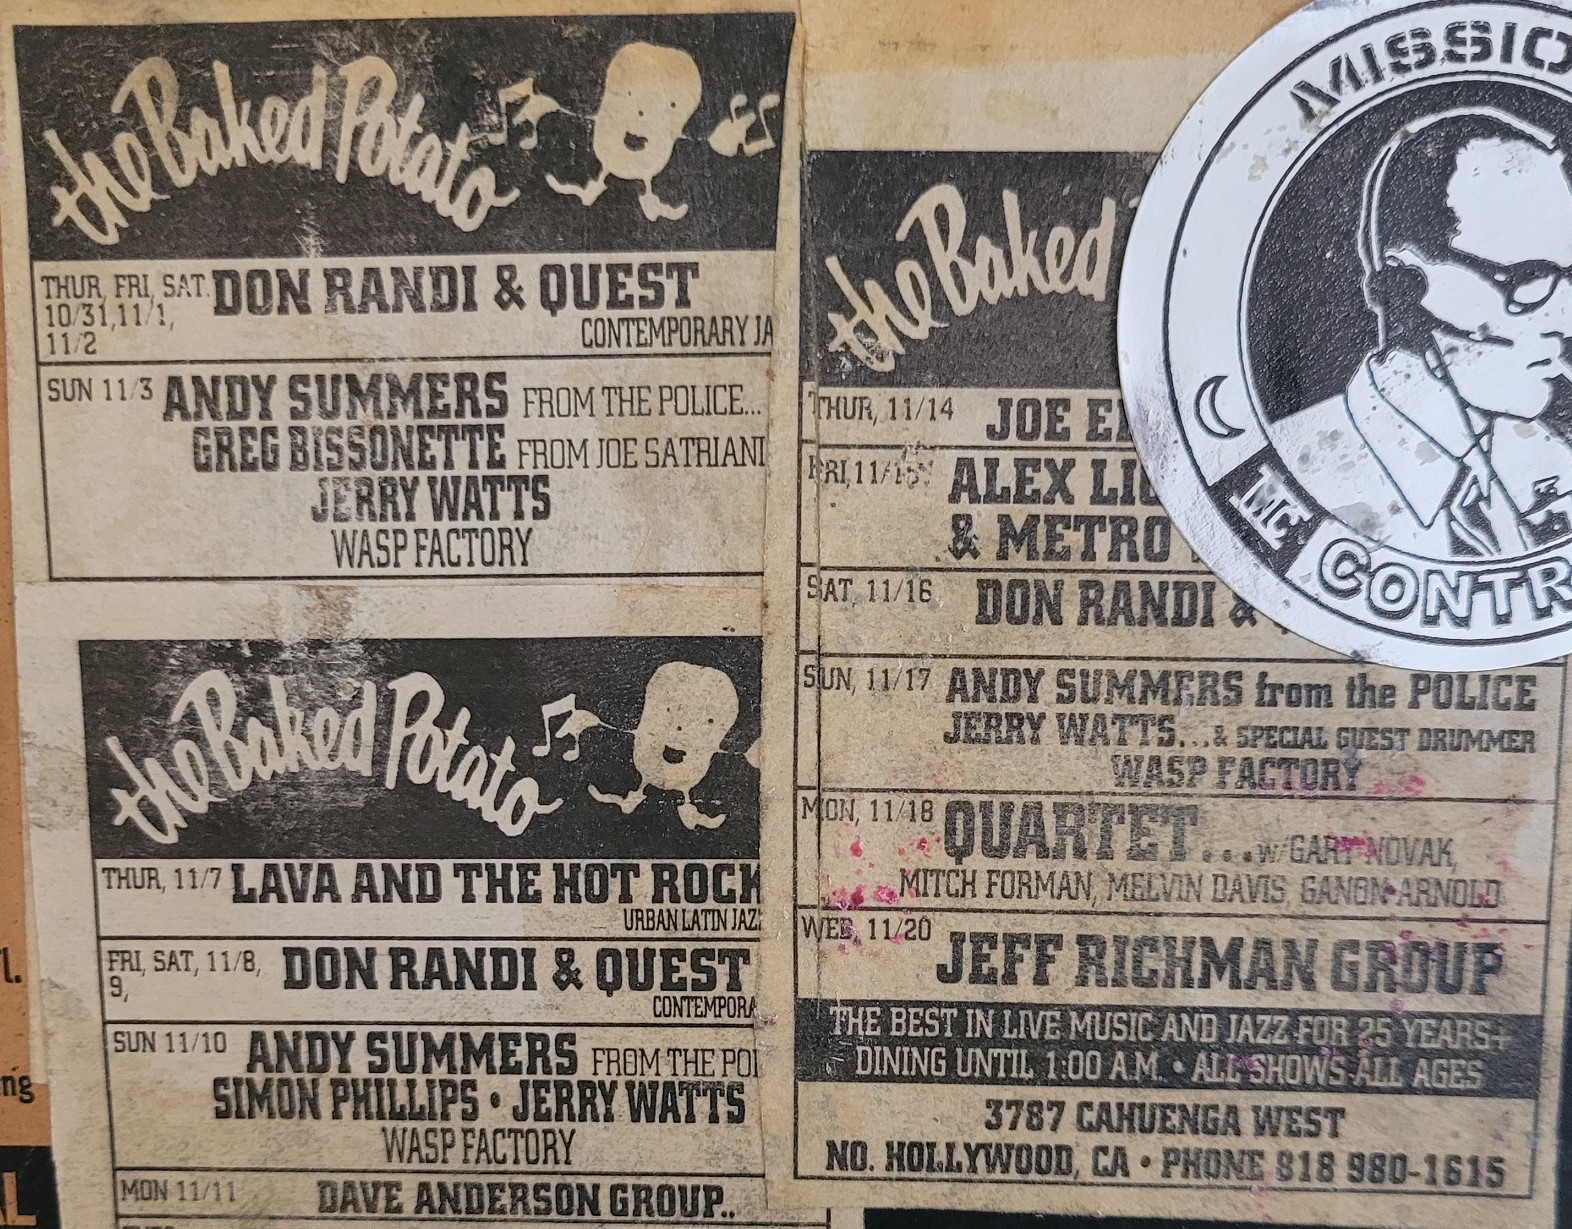 the Baked Potato
THUR, FRI, SAT. DON RANDI & QUEST
10/31, 11/1,
11/2
CONTEMPORARY JA
SUN 11/3 ANDY SUMMERS FROM THE POLICE...
GREG BISSONETTE FROM JOE SATRIANI
JERRY WATTS
WASP FACTORY
the Baked Potato
THUR, 11/7 LAVA AND THE HOT ROCK
URBAN LATIN JAZ
FRI, SAT, 11/8, DON RANDI & QUEST
9,
CONTEMPORA
SUN 11/10 ANDY SUMMERS FROM THE POL
SIMON PHILLIPS • JERRY WATTS
WASP FACTORY
MON 11/11 DAVE ANDERSON GROUP..
the Baked
THUR, 11/14 JOE E
FRI, 11/15 ALEX LI
& METRO
SAT, 11/16 DON RANDI &
SUN, 11/17 ANDY SUMMERS from the POLICE
JERRY WATTS...& SPECIAL GUEST DRUMMER
WASP FACTORY
MON, 11/18 QUARTET...w/GARY NOVAK,
MITCH FORMAN, MELVIN DAVIS, GANON ARNOLD
WED, 11/20 JEFF RICHMAN GROUP
THE BEST IN LIVE MUSIC AND JAZZ FOR 25 YEARS+
DINING UNTIL 1:00 A.M. • ALL SHOWS ALL AGES
3787 CAHUENGA WEST
NO. HOLLYWOOD, CA • PHONE 818 980-1615
MISSIO
MC
CONTR